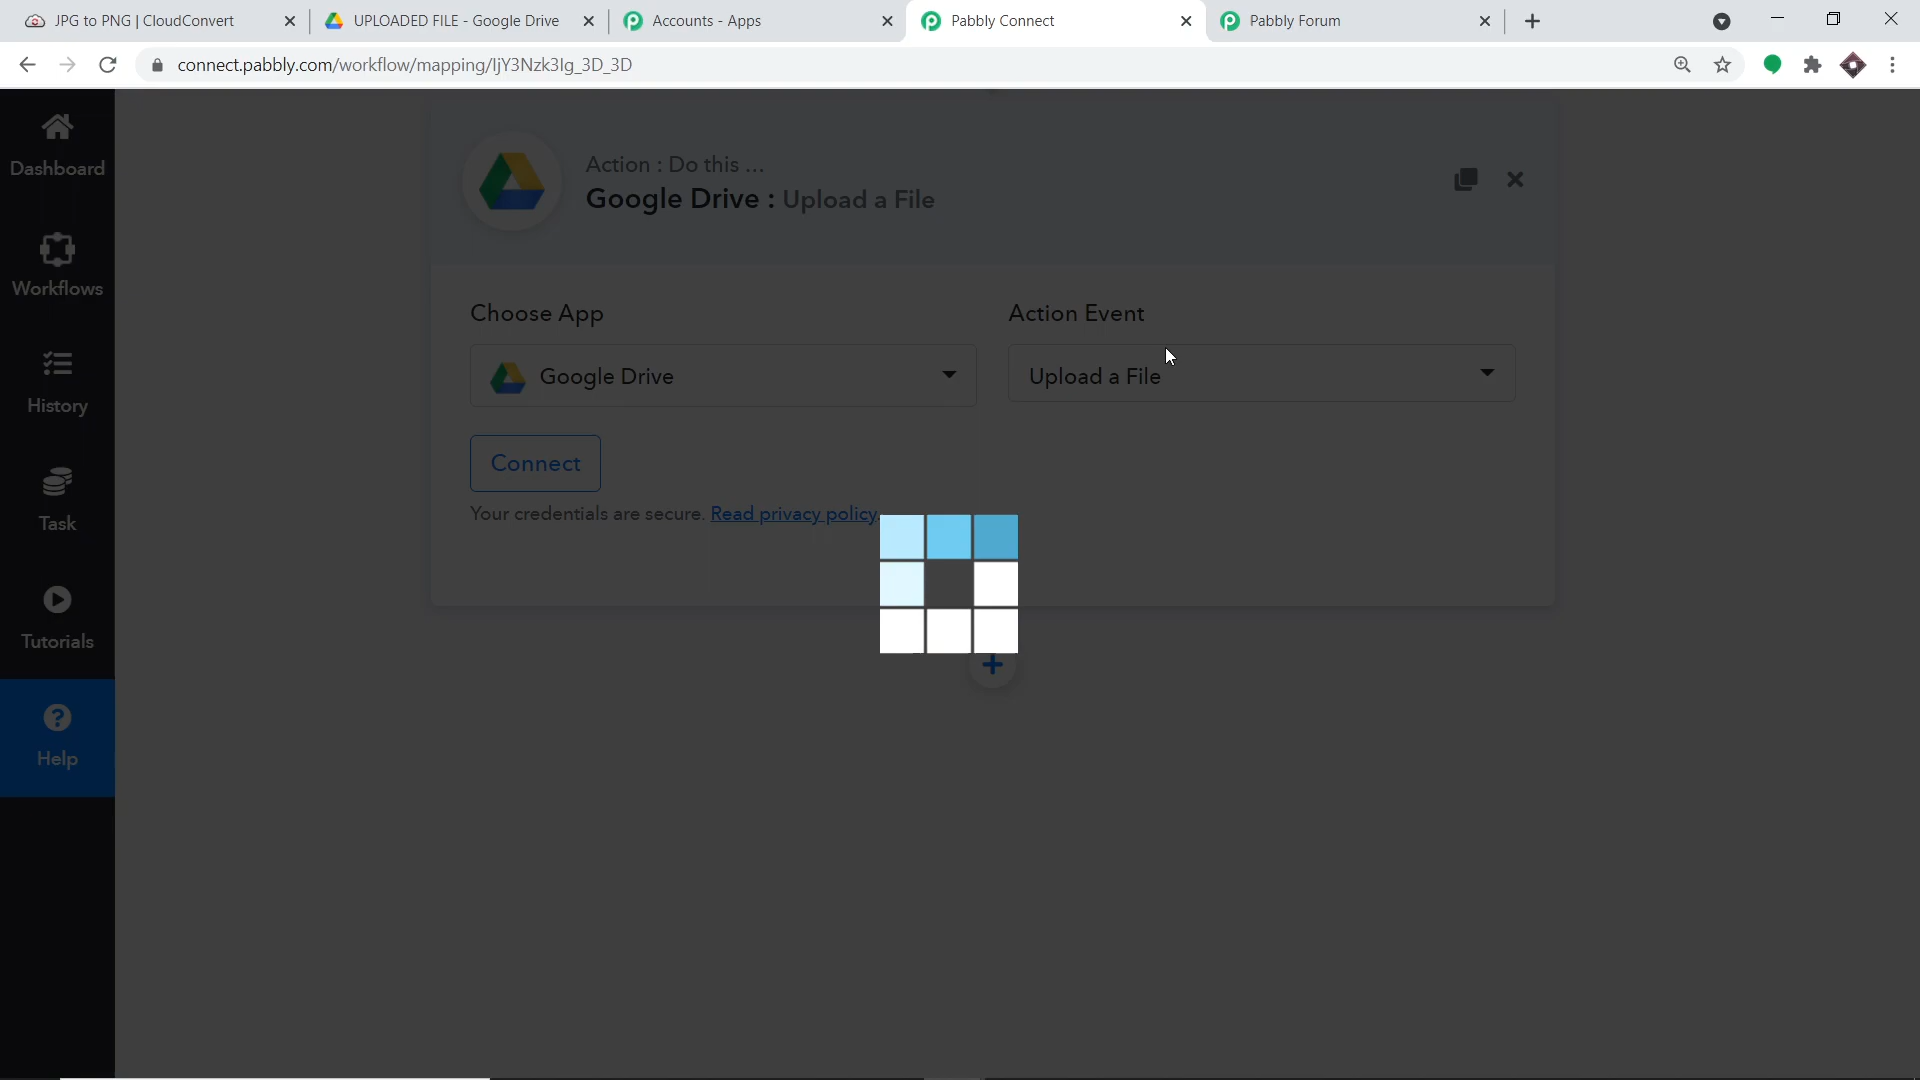 JPG to PNG | CloudConvert
UPLOADED FILE - Google Drive
Accounts - Apps
Pabbly Connect
Pabbly Forum
connect.pabbly.com/workflow/mapping/IjY3Nzk3Ig_3D_3D
Dashboard
Workflows
History
Task
Tutorials
Help
Action : Do this ...
Google Drive : Upload a File
Choose App
Action Event
Google Drive
Upload a File
Connect
Your credentials are secure. Read privacy policy.